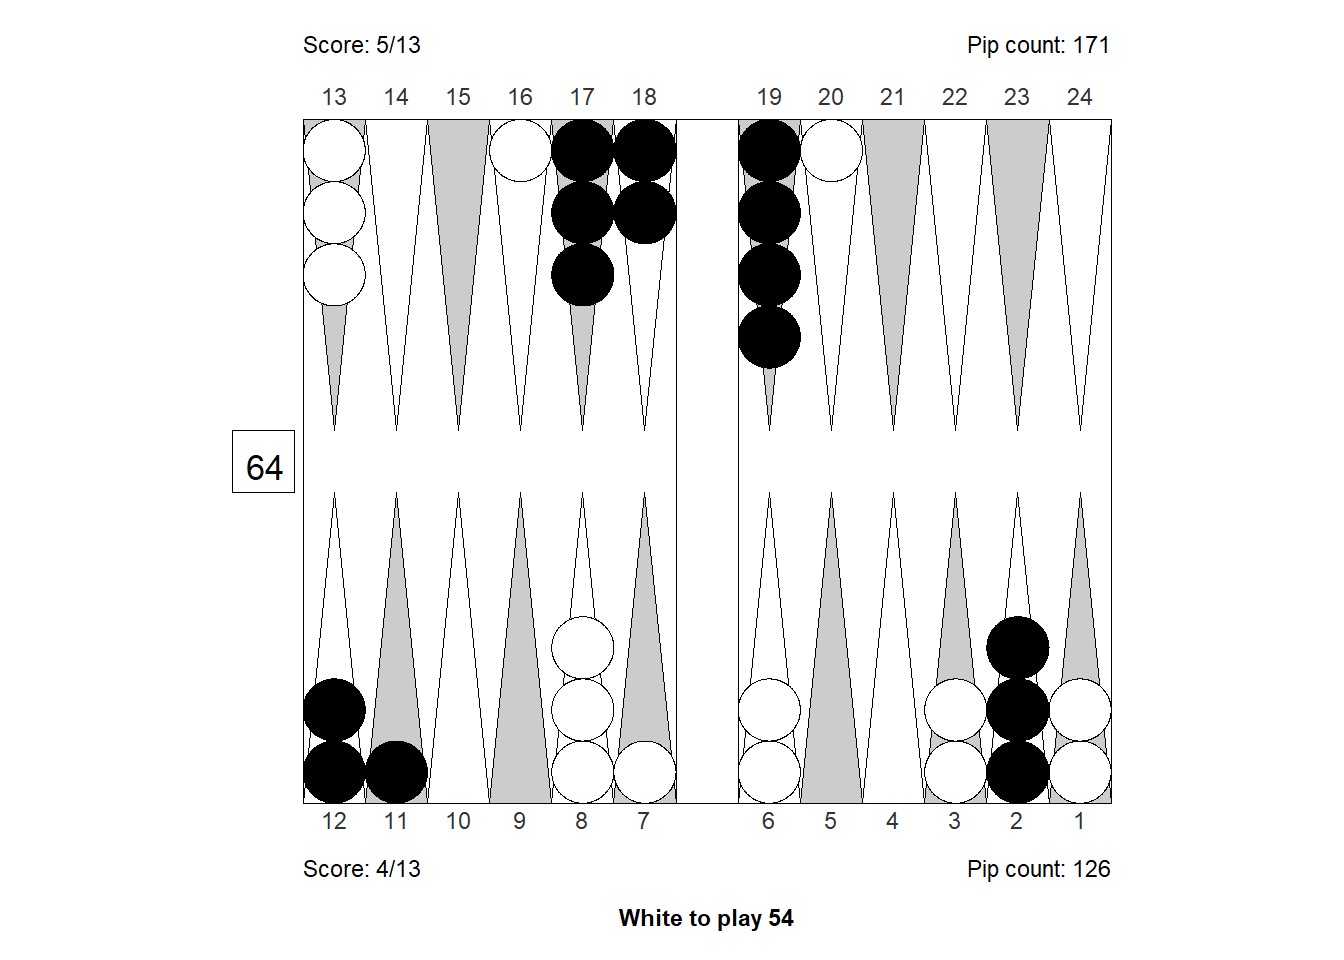 Score: 5/13 Pip count: 171
13 14 15 16 17 18 19 20 21 22 23 24
64
12 11 10 9 8 7 6 5 4 3 2 1
Score: 4/13 Pip count: 126
White to play 54